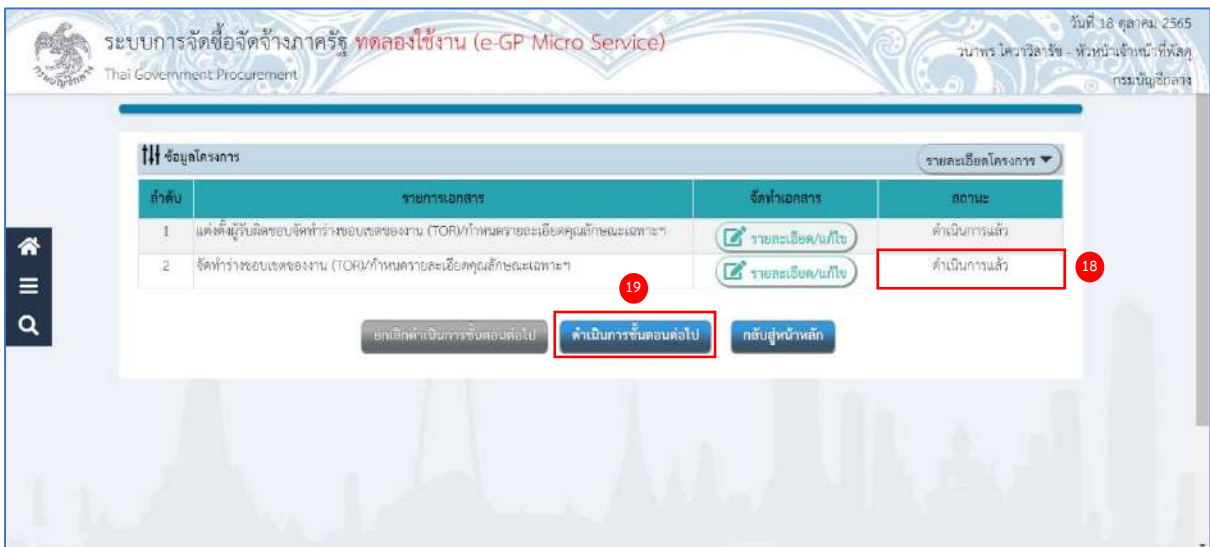 วันที่ 18 ตุลาคม 2565
ระบบการจัดซื้อจัดจ้างภาครัฐ ทดลองใช้งาน (e-GP Micro Service)
วนาพร - หัวหน้าเจ้าหน้าที่พัสดุ
Thai Government Procurement
กรมบัญชีกลาง
ข้อมูลโครงการ
รายละเอียดโครงการ
ลำดับ รายการเอกสาร จัดทำเอกสาร สถานะ
1 แต่งตั้งผู้รับผิดชอบจัดทำร่างขอบเขตของงาน (TOR)/กำหนดรายละเอียดคุณลักษณะเฉพาะฯ รายละเอียด/แก้ไข ดำเนินการแล้ว
2 จัดทำร่างขอบเขตของงาน (TOR)/กำหนดรายละเอียดคุณลักษณะเฉพาะฯ รายละเอียด/แก้ไข ดำเนินการแล้ว 18
19
ยกเลิกดำเนินการขั้นตอนต่อไป ดำเนินการขั้นตอนต่อไป กลับสู่หน้าหลัก